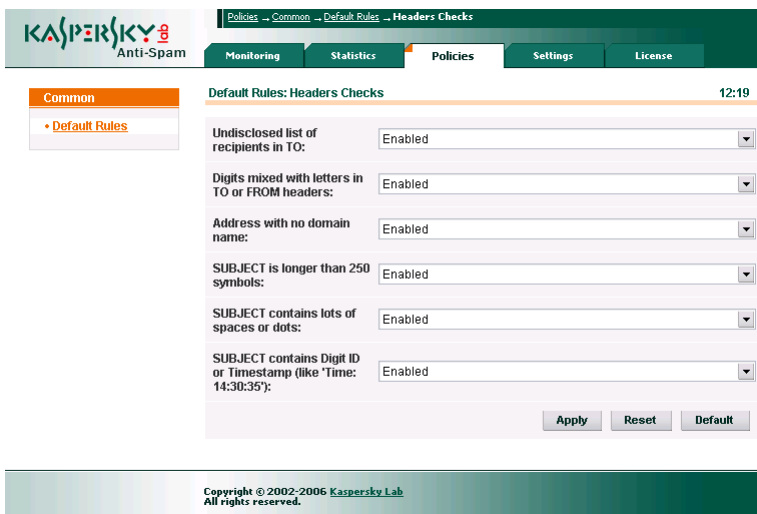 Policies → Common → Default Rules → Headers Checks
KASPERSKY lab
Anti-Spam
Monitoring
Statistics
Policies
Settings
License
Common
• Default Rules
Default Rules: Headers Checks
12:19
Undisclosed list of
recipients in TO:
Enabled
Digits mixed with letters in
TO or FROM headers:
Enabled
Address with no domain
name:
Enabled
SUBJECT is longer than 250
symbols:
Enabled
SUBJECT contains lots of
spaces or dots:
Enabled
SUBJECT contains Digit ID
or Timestamp (like 'Time:
14:30:35'):
Enabled
Apply
Reset
Default
Copyright © 2002-2006 Kaspersky Lab
All rights reserved.